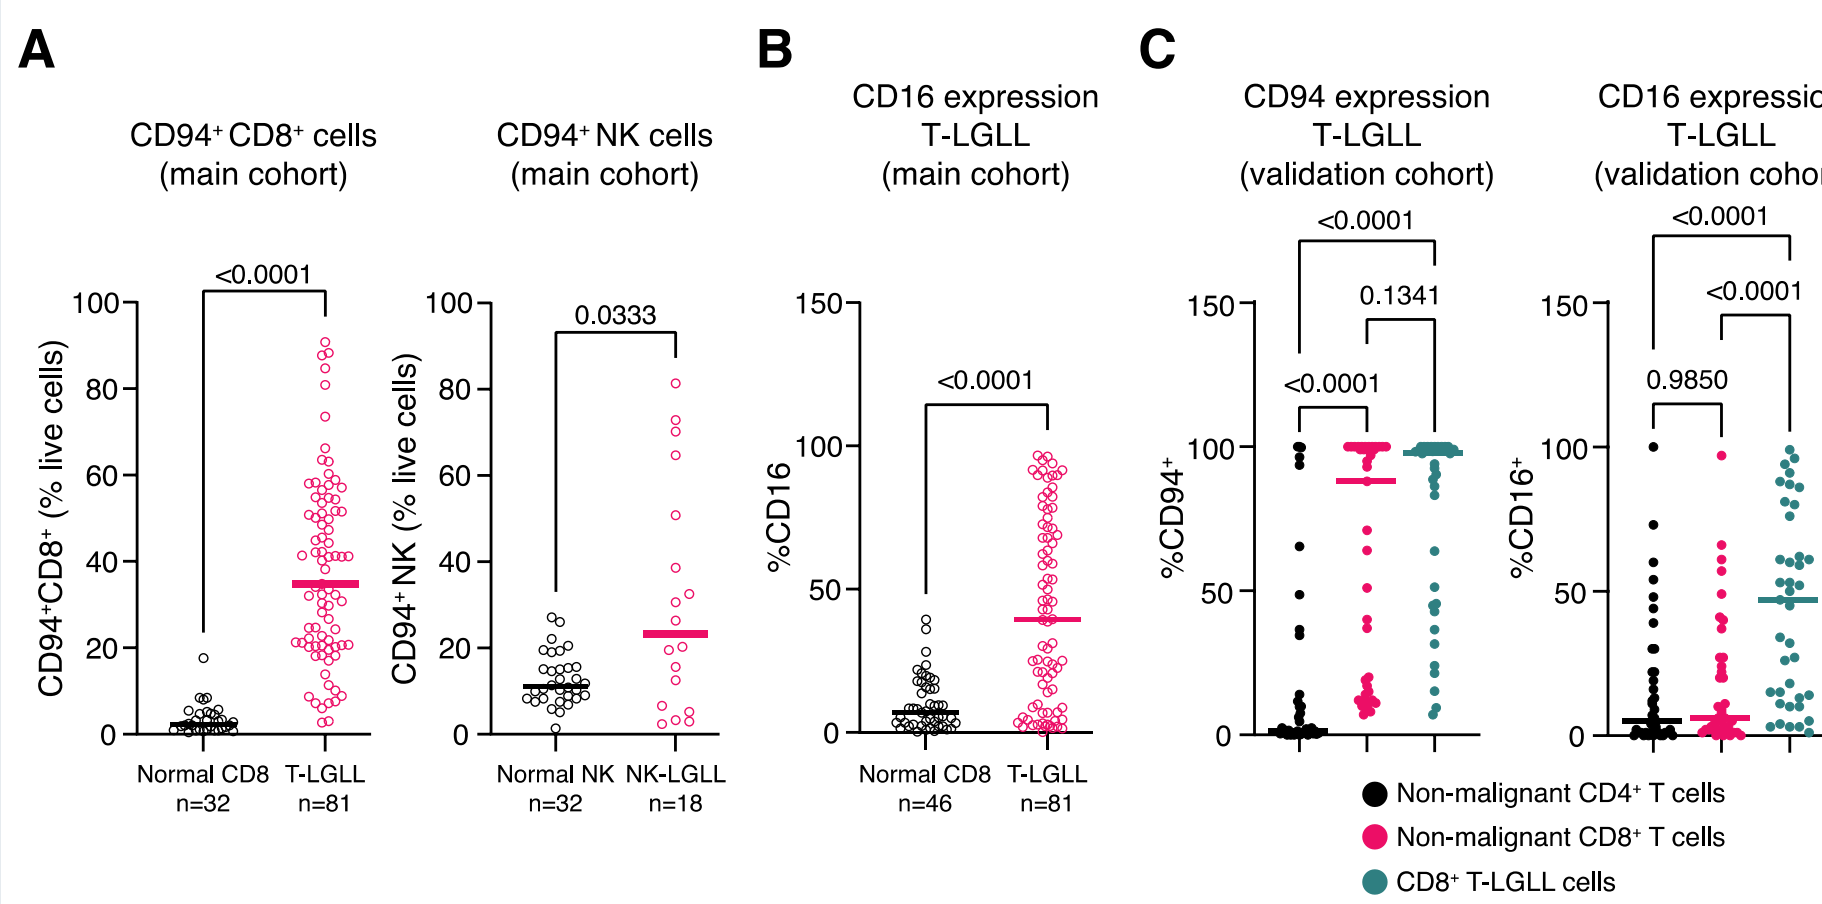 A
B
C
CD94+ CD8+ cells
(main cohort)
CD94+ NK cells
(main cohort)
CD16 expression
T-LGLL
(main cohort)
CD94 expression
T-LGLL
(validation cohort)
CD16 expressio
T-LGLL
(validation cohor
CD94+CD8+ (% live cells)
100
80
60
40
20
0
<0.0001
Normal CD8
n=32
T-LGLL
n=81
CD94+ NK (% live cells)
100
80
60
40
20
0
0.0333
Normal NK
n=32
NK-LGLL
n=18
%CD16
150
100
50
0
<0.0001
Normal CD8
n=46
T-LGLL
n=81
%CD94+
150
100
50
0
<0.0001
0.1341
<0.0001
%CD16+
150
100
50
0
<0.0001
<0.0001
0.9850
Non-malignant CD4+ T cells
Non-malignant CD8+ T cells
CD8+ T-LGLL cells